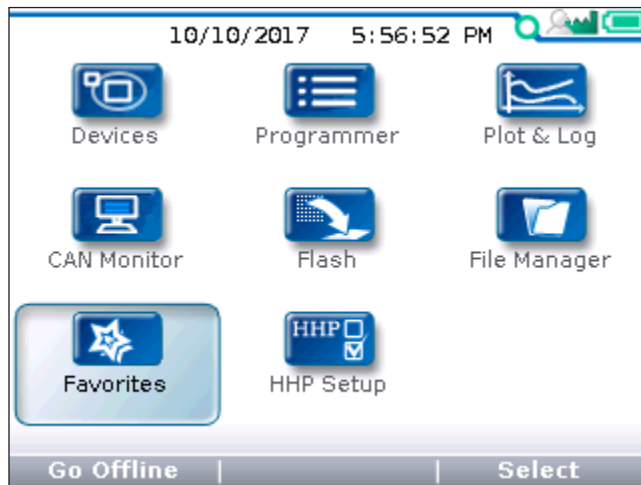 10/10/2017 5:56:52 PM
Devices Programmer Plot & Log
CAN Monitor Flash File Manager
HHP
Favorites HHP Setup
Go Offline | | Select